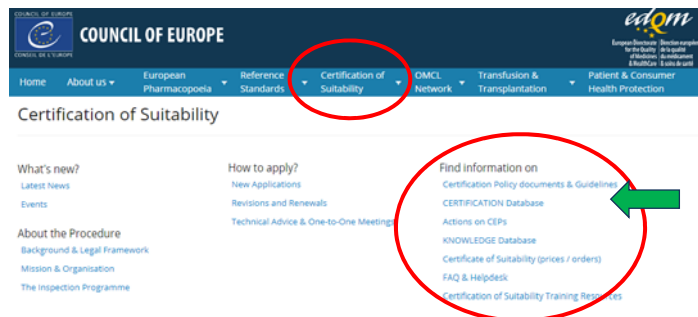 COUNCIL OF EUROPE
CONSEIL DE L'EUROPE
COUNCIL OF EUROPE
edqm
European Directorate | Direction européenne
for the Quality | de la qualité
of Medicines | du médicament
& HealthCare | & soins de santé
Home About us European Pharmacopoeia Reference Standards Certification of Suitability OMCL Network Transfusion & Transplantation Patient & Consumer Health Protection
Certification of Suitability
What's new?
Latest News
Events
About the Procedure
Background & Legal Framework
Mission & Organisation
The Inspection Programme
How to apply?
New Applications
Revisions and Renewals
Technical Advice & One-to-One Meetings
Find information on
Certification Policy documents & Guidelines
CERTIFICATION Database
Actions on CEPs
KNOWLEDGE Database
Certificate of Suitability (prices / orders)
FAQ & Helpdesk
Certification of Suitability Training Resources